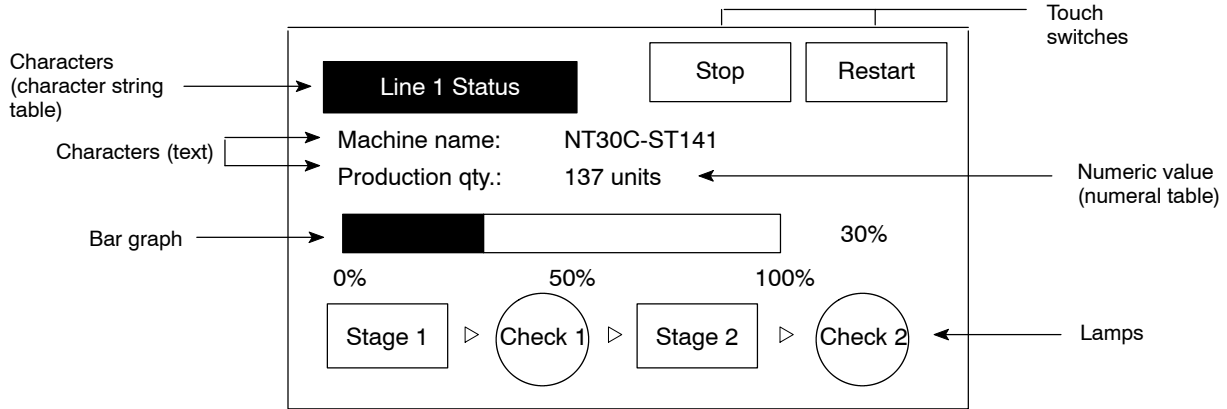 Touch
switches
Characters
(character string
table)
Line 1 Status
Stop
Restart
Characters (text)
Machine name: NT30C-ST141
Production qty.: 137 units
Numeric value
(numeral table)
Bar graph
30%
0% 50% 100%
Stage 1 ▷ Check 1 ▷ Stage 2 ▷ Check 2
Lamps